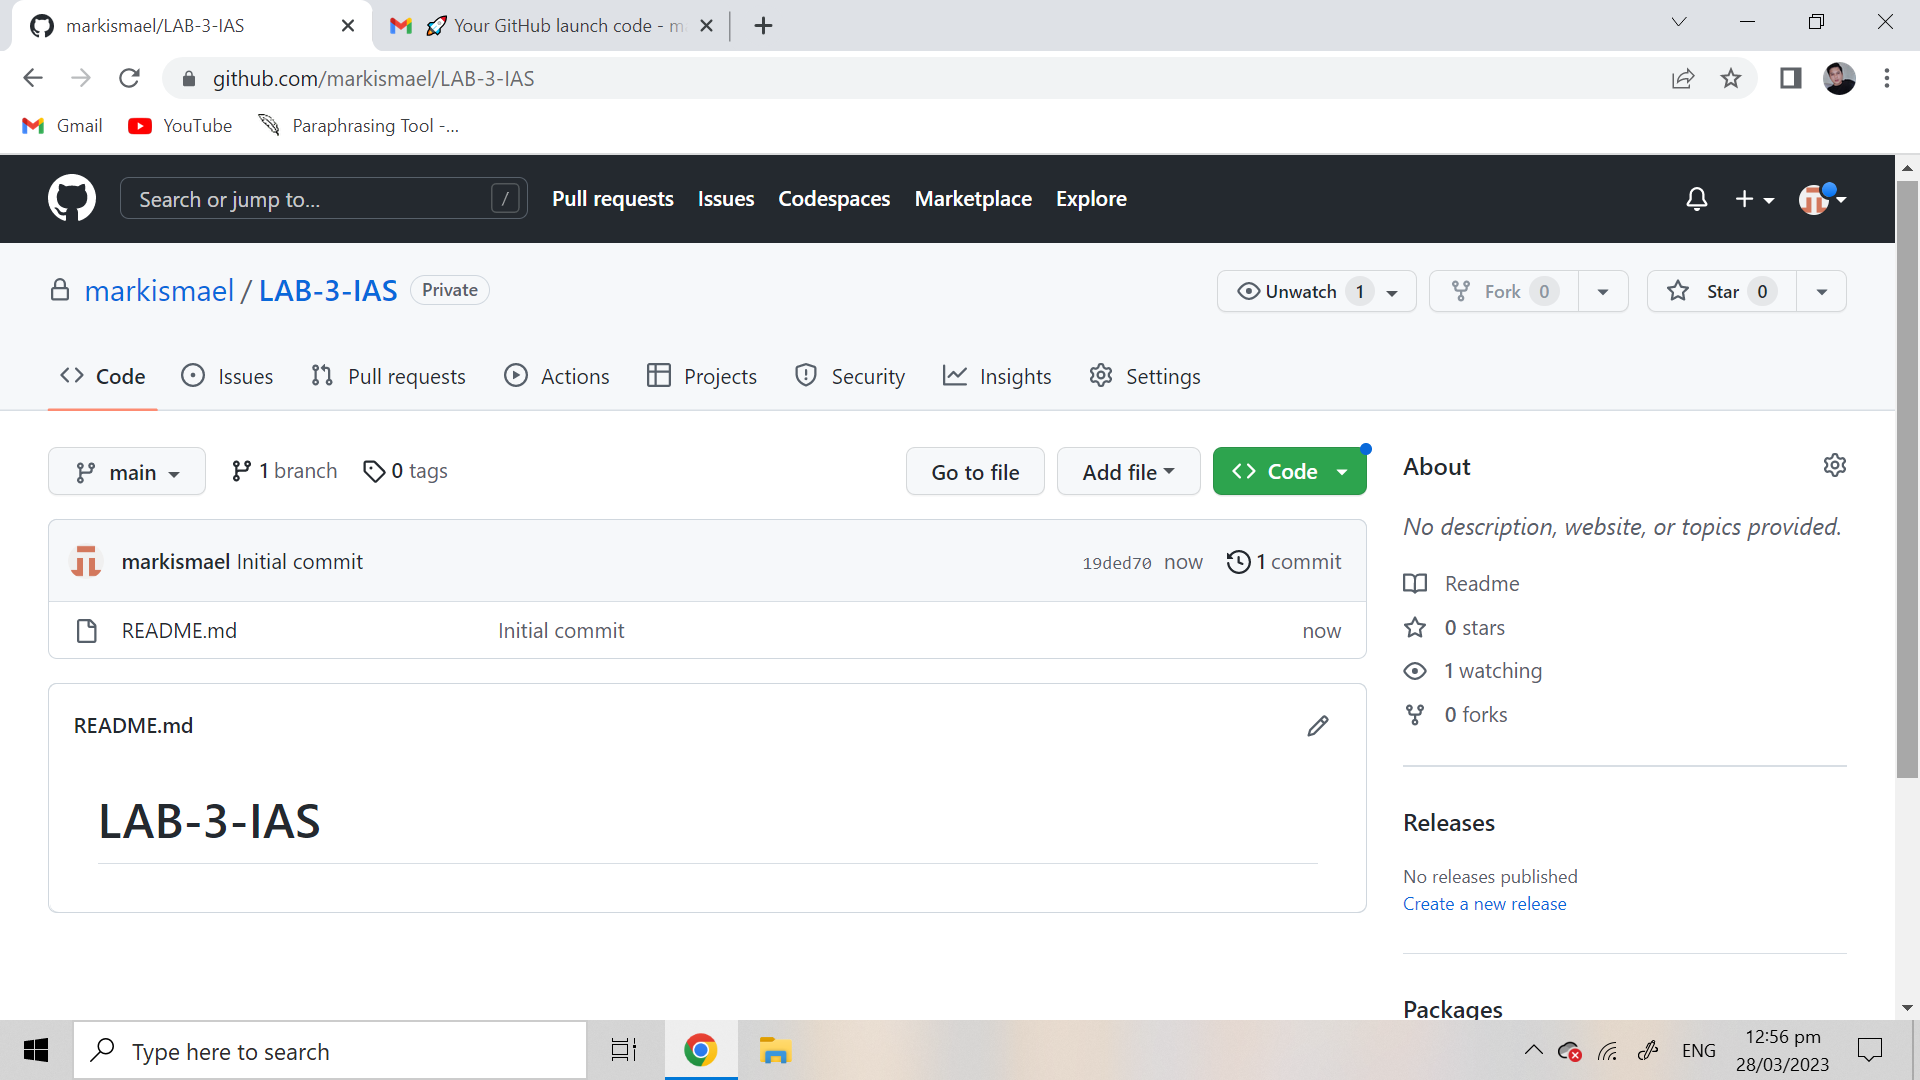 markismael/LAB-3-IAS
🚀 Your GitHub launch code - m
github.com/markismael/LAB-3-IAS
Gmail
YouTube
Paraphrasing Tool -...
Search or jump to... /
Pull requests Issues Codespaces Marketplace Explore
markismael / LAB-3-IAS Private
Unwatch 1
Fork 0
Star 0
Code
Issues
Pull requests
Actions
Projects
Security
Insights
Settings
main
1 branch
0 tags
Go to file
Add file
Code
markismael Initial commit
19ded70 now
1 commit
README.md
Initial commit
now
README.md
LAB-3-IAS
About
No description, website, or topics provided.
Readme
0 stars
1 watching
0 forks
Releases
No releases published
Create a new release
Packages
Type here to search
ENG
12:56 pm
28/03/2023